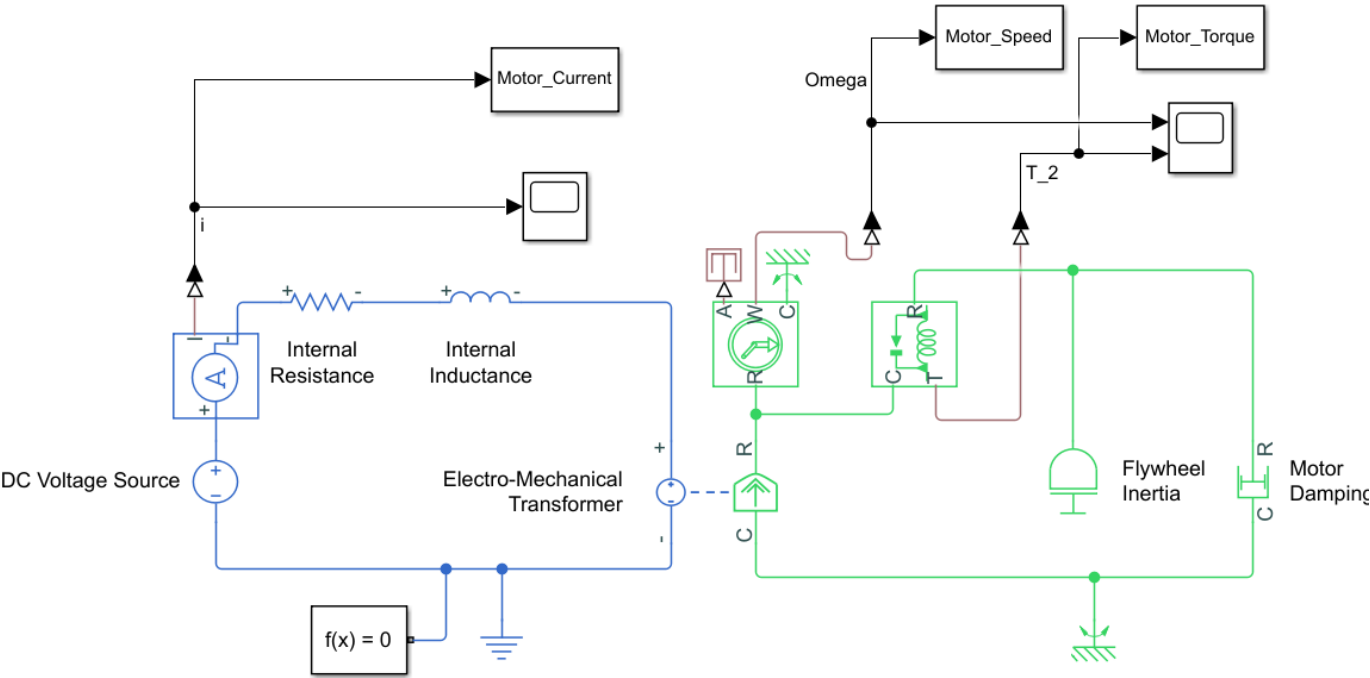 Motor_Speed
Motor_Torque
Omega
Motor_Current
T_2
i
A
W
C
R
+
-
+
-
I
-
A
+
Internal
Resistance
Internal
Inductance
R
C
T
R
DC Voltage Source
+
−
Electro-Mechanical
Transformer
+
+
-
-
R
C
Flywheel
Inertia
R
C
Motor
Damping
f(x) = 0